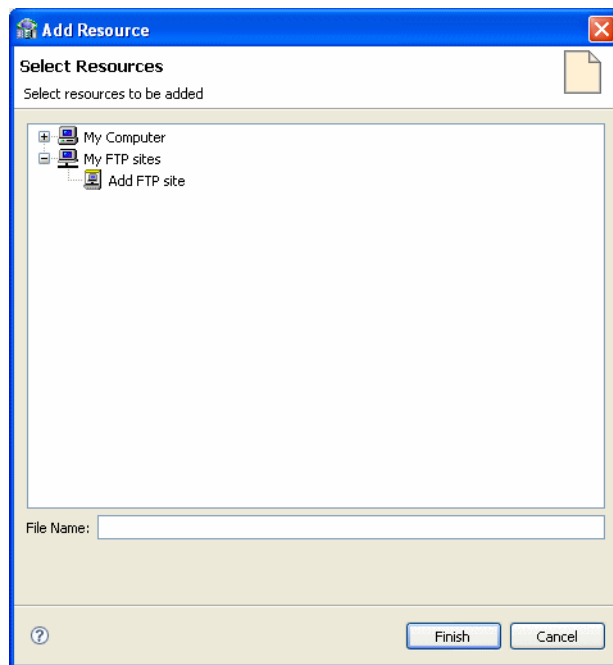 Add Resource
Select Resources
Select resources to be added
My Computer
My FTP sites
Add FTP site
File Name:
Finish
Cancel